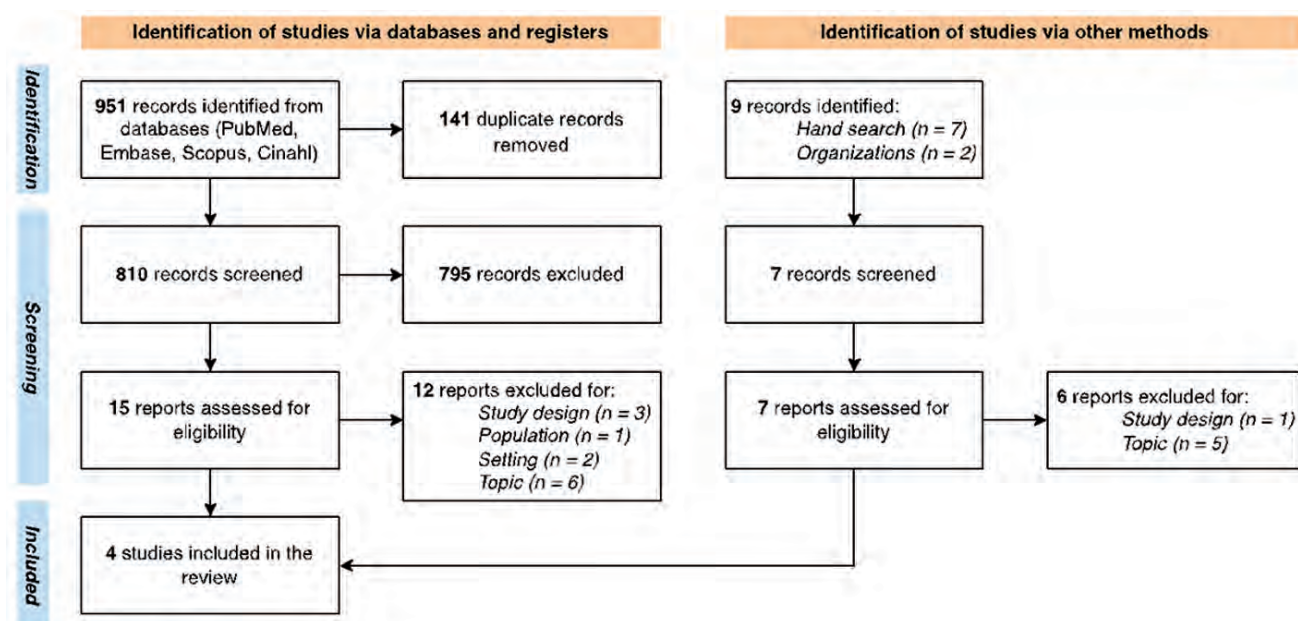 Identification of studies via databases and registers
Identification of studies via other methods
Identification
951 records identified from
databases (PubMed,
Embase, Scopus, Cinahl)
141 duplicate records
removed
9 records identified:
Hand search (n = 7)
Organizations (n = 2)
Screening
810 records screened
795 records excluded
7 records screened
15 reports assessed for
eligibility
12 reports excluded for:
Study design (n = 3)
Population (n = 1)
Setting (n = 2)
Topic (n = 6)
7 reports assessed for
eligibility
6 reports excluded for:
Study design (n = 1)
Topic (n = 5)
Included
4 studies included in the
review